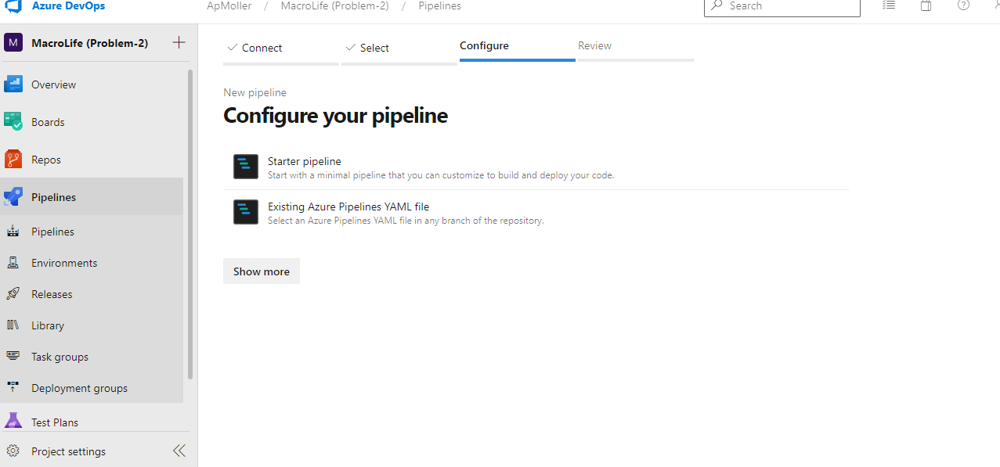 Azure DevOps
ApMoller / MacroLife (Problem-2) / Pipelines
Search
M MacroLife (Problem-2) +
Overview
Boards
Repos
Pipelines
Pipelines
Environments
Releases
Library
Task groups
Deployment groups
Test Plans
Project settings
Connect
Select
Configure
Review
New pipeline
Configure your pipeline
Starter pipeline
Start with a minimal pipeline that you can customize to build and deploy your code.
Existing Azure Pipelines YAML file
Select an Azure Pipelines YAML file in any branch of the repository.
Show more